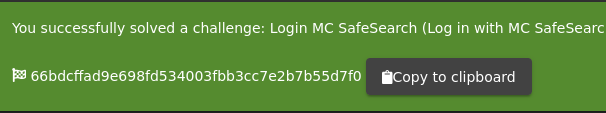 You successfully solved a challenge: Login MC SafeSearch (Log in with MC SafeSearc
66bdcffad9e698fd534003fbb3cc7e2b7b55d7f0 Copy to clipboard